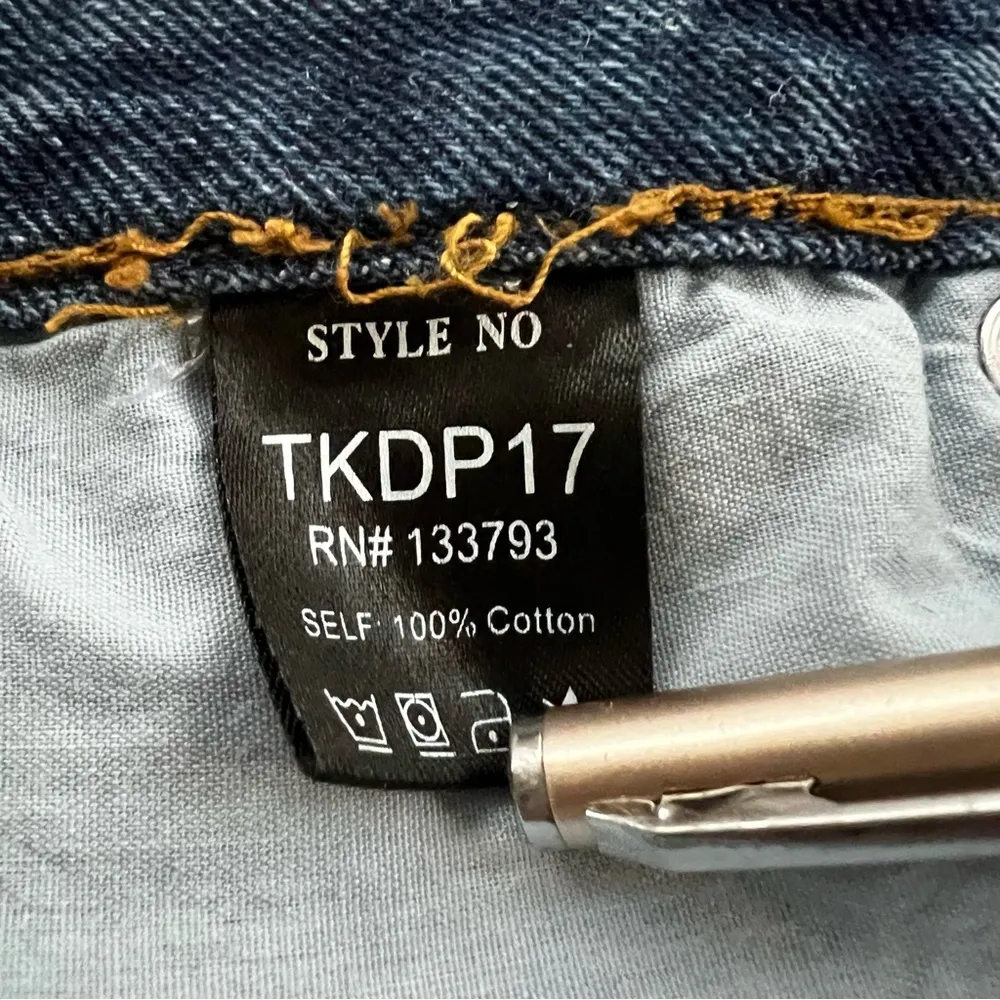 STYLE NO
TKDP17
RN# 133793
SELF: 100% Cotton